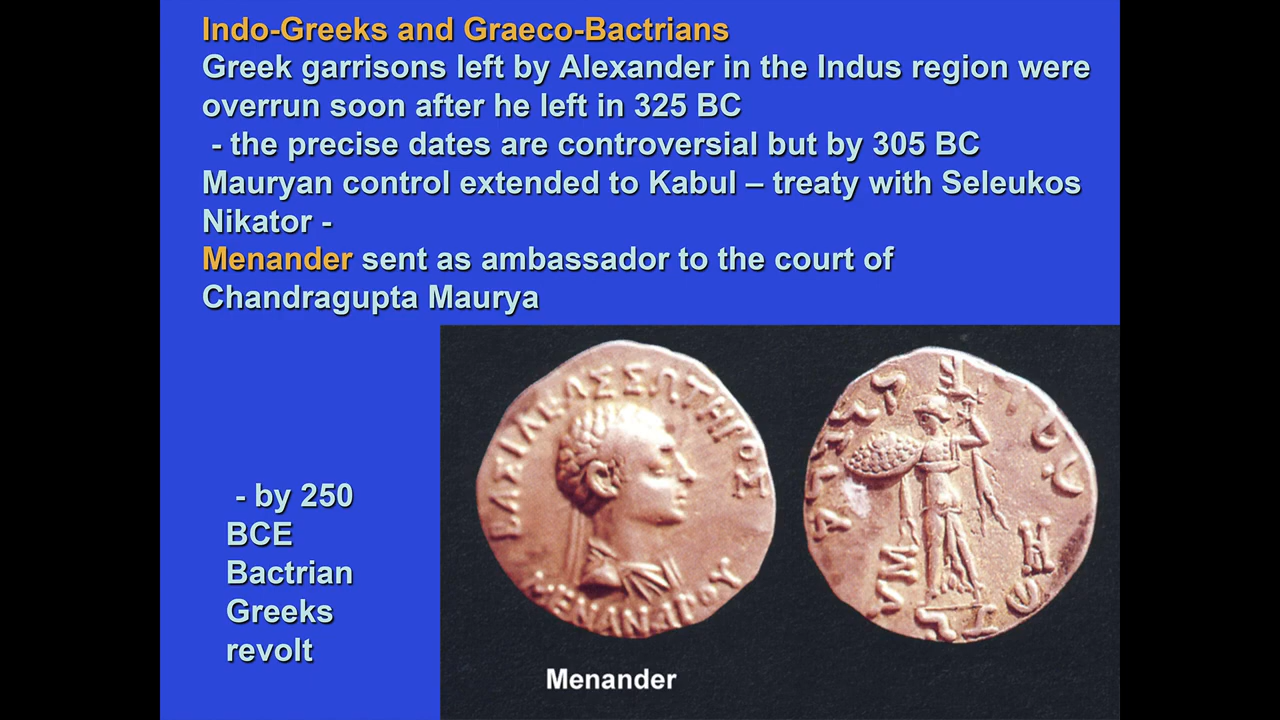 Indo-Greeks and Graeco-Bactrians
Greek garrisons left by Alexander in the Indus region were
overrun soon after he left in 325 BC
- the precise dates are controversial but by 305 BC
Mauryan control extended to Kabul – treaty with Seleukos
Nikator -
Menander sent as ambassador to the court of
Chandragupta Maurya
- by 250
BCE
Bactrian
Greeks
revolt
ΒΑΣΙΛΕΩΣ ΣΩΤΗΡΟΣ
ΜΕΝΑΝΔΡΟΥ
Menander